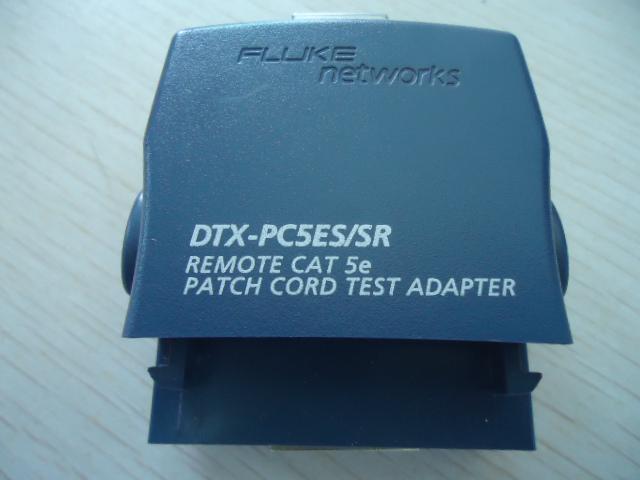 FLUKE
networks
DTX-PC5ES/SR
REMOTE CAT 5e
PATCH CORD TEST ADAPTER